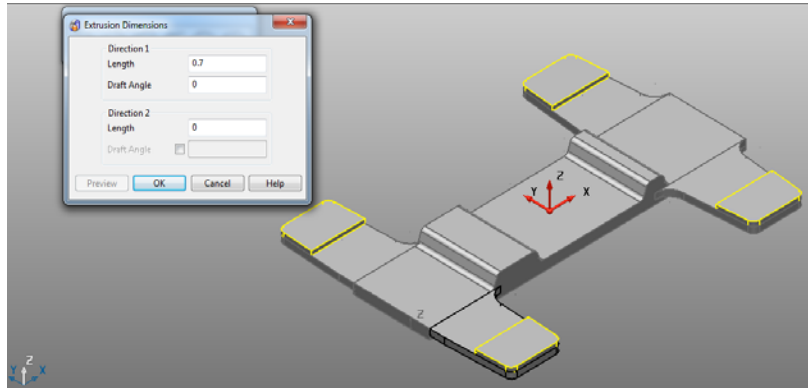 Extrusion Dimensions
Direction 1
Length 0.7
Draft Angle 0
Direction 2
Length 0
Draft Angle
Preview OK Cancel Help
Z
Y X
Z
Z
Y X